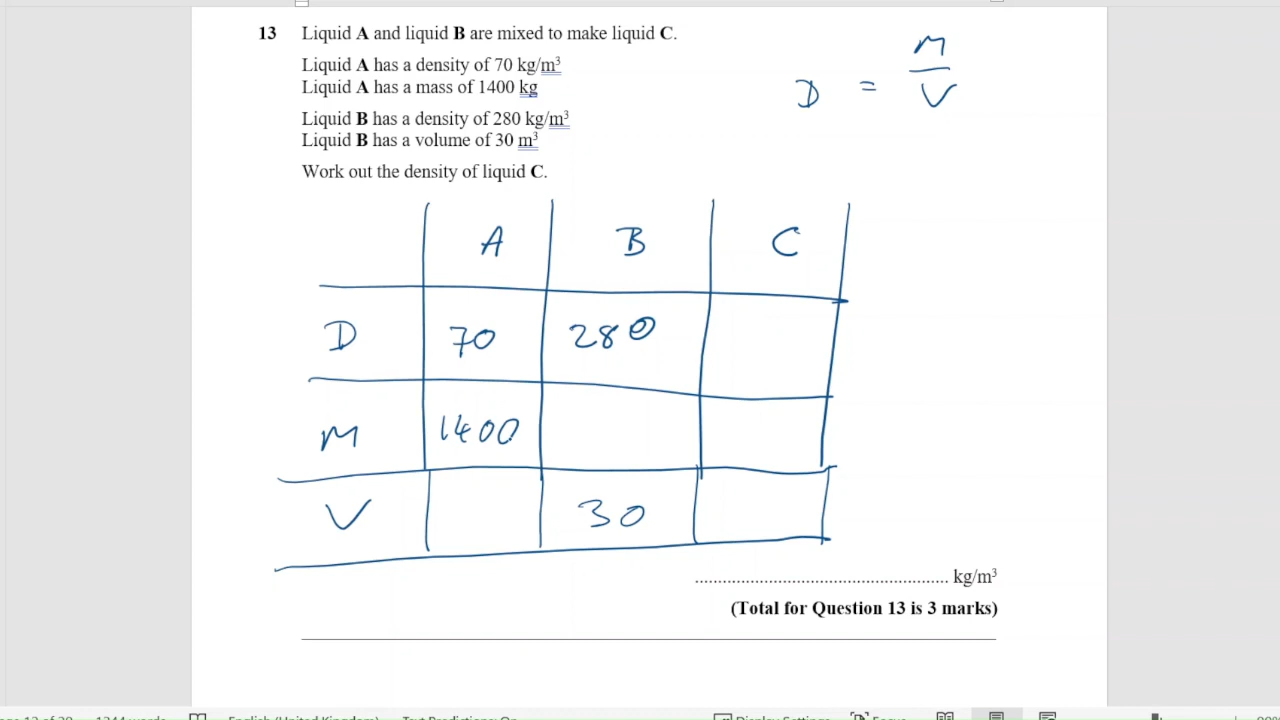 13 Liquid A and liquid B are mixed to make liquid C.
Liquid A has a density of 70 kg/m³
Liquid A has a mass of 1400 kg
Liquid B has a density of 280 kg/m³
Liquid B has a volume of 30 m³
Work out the density of liquid C.
D = M/V
A B C
D 70 280
M 1400
V 30
.................................................. kg/m³
(Total for Question 13 is 3 marks)